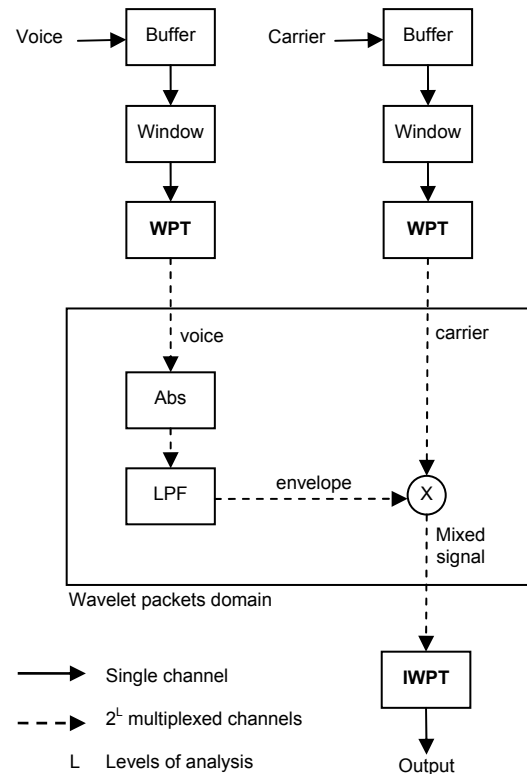 Voice
Buffer
Carrier
Buffer
Window
Window
WPT
WPT
voice
carrier
Abs
LPF
envelope
X
Mixed
signal
Wavelet packets domain
IWPT
Single channel
2^L multiplexed channels
L Levels of analysis
Output